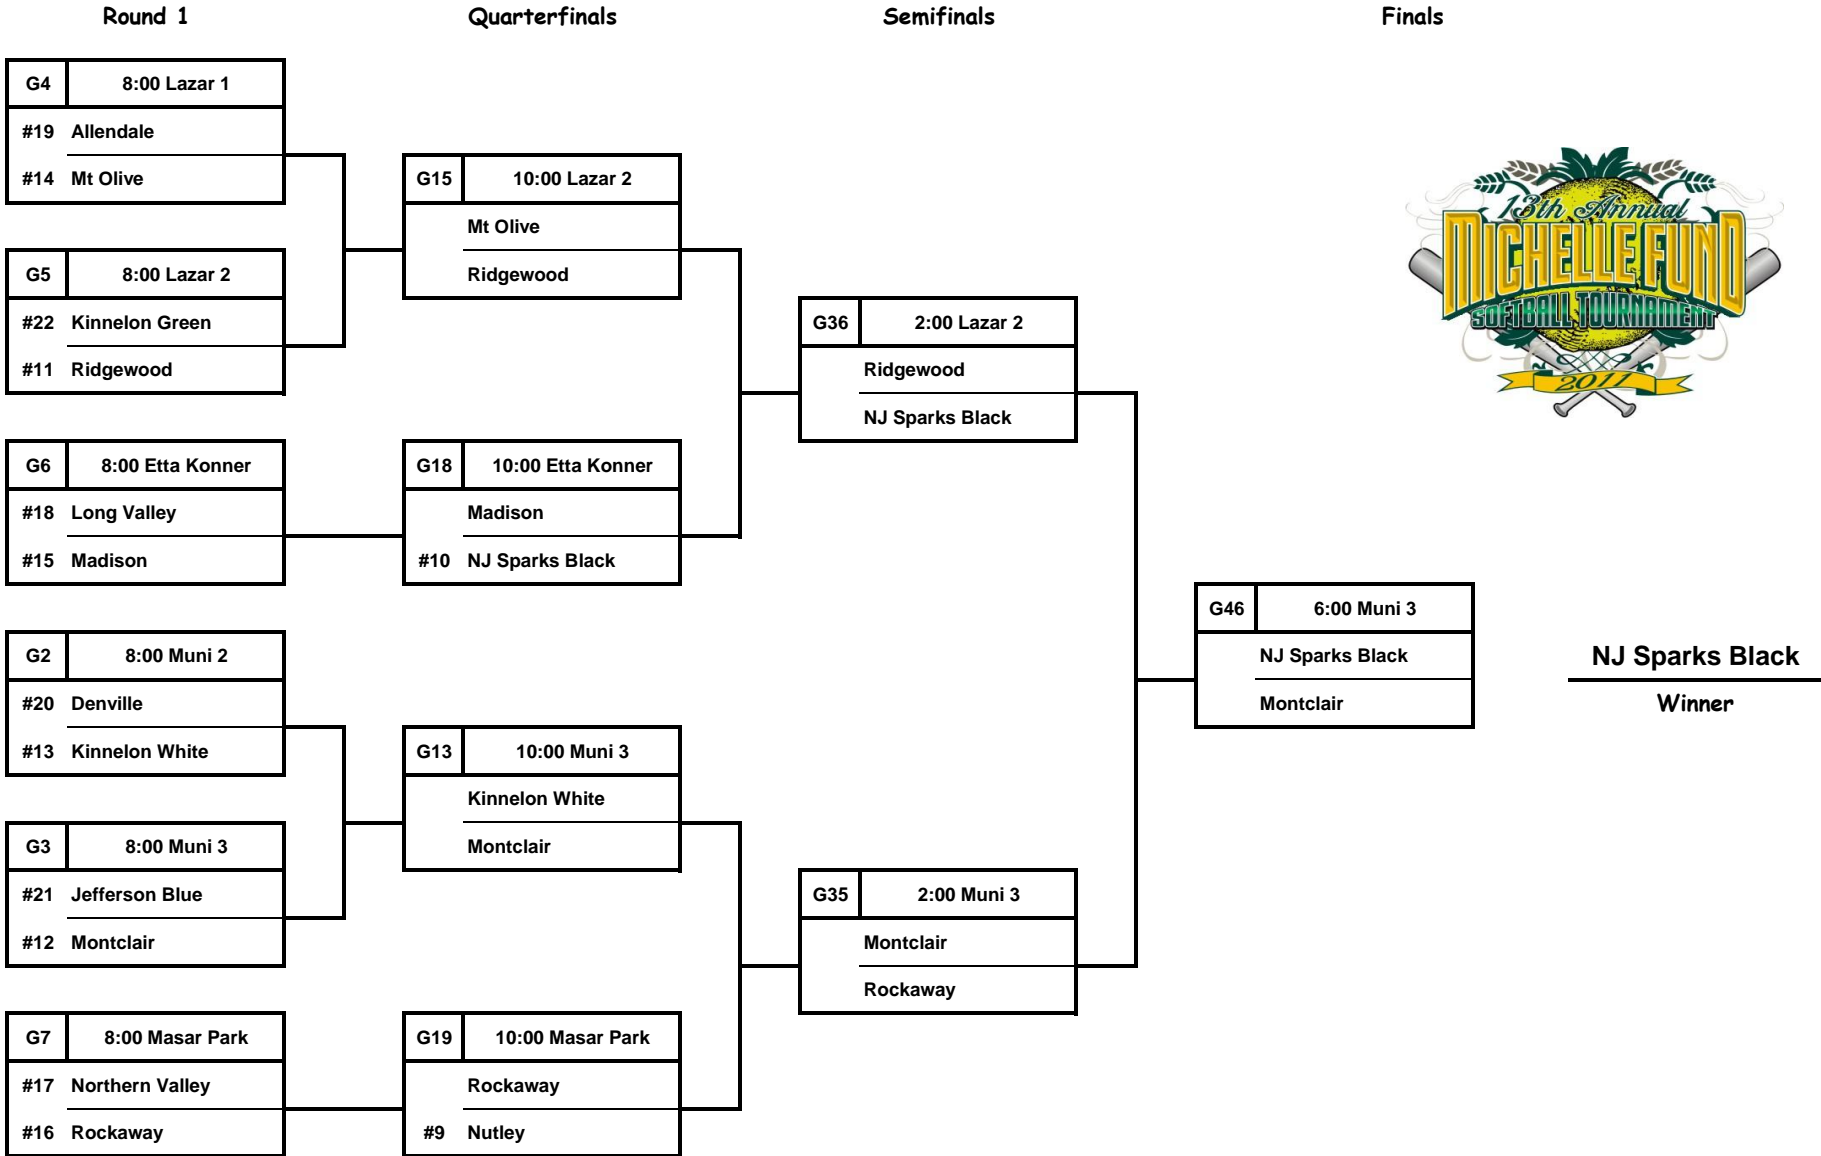 Round 1
Quarterfinals
Semifinals
Finals
G4 8:00 Lazar 1
#19 Allendale
#14 Mt Olive
G5 8:00 Lazar 2
#22 Kinnelon Green
#11 Ridgewood
G6 8:00 Etta Konner
#18 Long Valley
#15 Madison
G2 8:00 Muni 2
#20 Denville
#13 Kinnelon White
G3 8:00 Muni 3
#21 Jefferson Blue
#12 Montclair
G7 8:00 Masar Park
#17 Northern Valley
#16 Rockaway
G15 10:00 Lazar 2
Mt Olive
Ridgewood
G18 10:00 Etta Konner
Madison
#10 NJ Sparks Black
G13 10:00 Muni 3
Kinnelon White
Montclair
G19 10:00 Masar Park
Rockaway
#9 Nutley
G36 2:00 Lazar 2
Ridgewood
NJ Sparks Black
G35 2:00 Muni 3
Montclair
Rockaway
13th Annual
MICHELLE FUND
SOFTBALL TOURNAMENT
2011
G46 6:00 Muni 3
NJ Sparks Black
Montclair
NJ Sparks Black
Winner